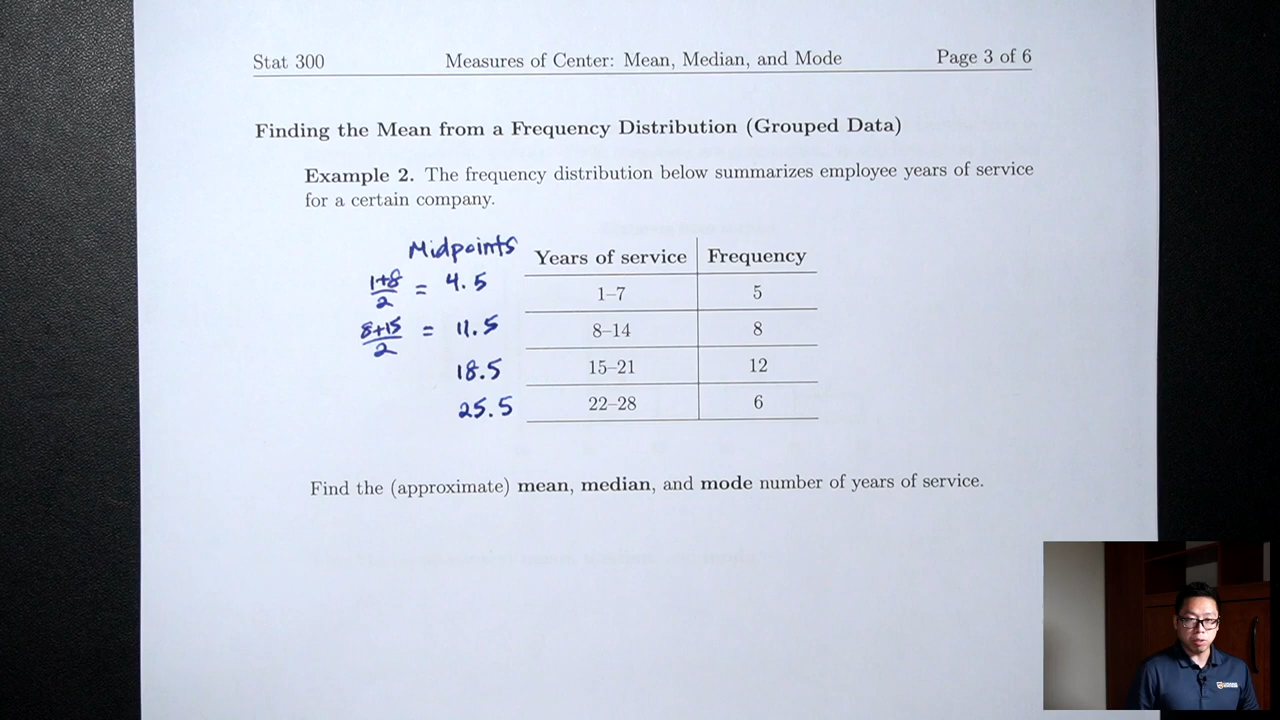 Stat 300 Measures of Center: Mean, Median, and Mode Page 3 of 6
Finding the Mean from a Frequency Distribution (Grouped Data)
Example 2. The frequency distribution below summarizes employee years of service
for a certain company.
Midpoints Years of service Frequency
1+8/2 = 4.5 1–7 5
8+15/2 = 11.5 8–14 8
18.5 15–21 12
25.5 22–28 6
Find the (approximate) mean, median, and mode number of years of service.